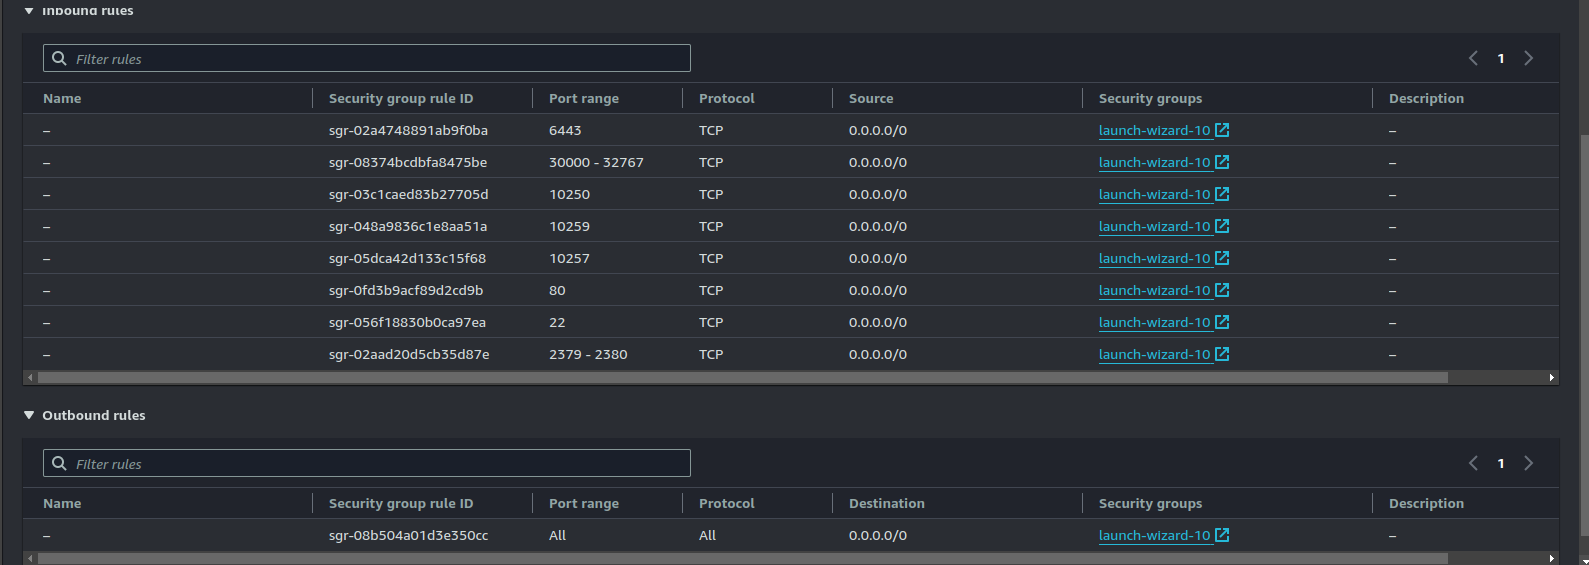 Inbound rules
Filter rules
1
Name Security group rule ID Port range Protocol Source Security groups Description
– sgr-02a4748891ab9f0ba 6443 TCP 0.0.0.0/0 launch-wizard-10 –
– sgr-08374bcdbfa8475be 30000 - 32767 TCP 0.0.0.0/0 launch-wizard-10 –
– sgr-03c1caed83b27705d 10250 TCP 0.0.0.0/0 launch-wizard-10 –
– sgr-048a9836c1e8aa51a 10259 TCP 0.0.0.0/0 launch-wizard-10 –
– sgr-05dca42d133c15f68 10257 TCP 0.0.0.0/0 launch-wizard-10 –
– sgr-0fd3b9acf89d2cd9b 80 TCP 0.0.0.0/0 launch-wizard-10 –
– sgr-056f18830b0ca97ea 22 TCP 0.0.0.0/0 launch-wizard-10 –
– sgr-02aad20d5cb35d87e 2379 - 2380 TCP 0.0.0.0/0 launch-wizard-10 –
Outbound rules
Filter rules
1
Name Security group rule ID Port range Protocol Destination Security groups Description
– sgr-08b504a01d3e350cc All All 0.0.0.0/0 launch-wizard-10 –